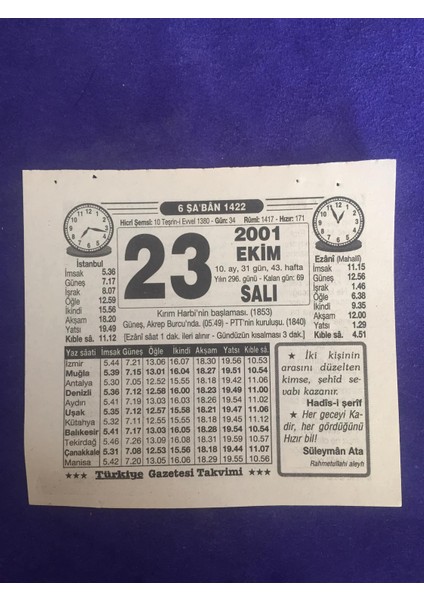 6 ŞA'BÂN 1422
Hicrî Şemsî: 10 Teşrin-i Evvel 1380 - Gün: 34 Rûmî: 1417 - Hızır: 171
23
2001
EKİM
10. ay, 31 gün, 43. hafta
Yılın 296. günü - Kalan gün: 69
SALI
Kırım Harbi'nin başlaması. (1853)
Güneş, Akrep Burcu'nda. (05.49) - PTT'nin kuruluşu. (1840)
[Ezânî sâat 1 dak. ileri alınır - Gündüzün kısalması 3 dak.]
İstanbul
İmsak 5.36
Güneş 7.17
İşrak 8.07
Öğle 12.59
İkindi 15.56
Akşam 18.20
Yatsı 19.49
Kıble sâ. 11.12
Ezânî (Mahallî)
İmsak 11.15
Güneş 12.56
İşrak 1.46
Öğle 6.38
İkindi 9.35
Akşam 12.00
Yatsı 1.29
Kıble sâ. 4.51
Yaz sâati İmsak Güneş Öğle İkindi Akşam Yatsı Kıble sâ.
İzmir 5.44 7.21 13.06 16.07 18.30 19.56 10.53
Muğla 5.39 7.15 13.01 16.04 18.27 19.51 10.54
Antalya 5.30 7.05 12.52 15.55 18.18 19.42 11.04
Denizli 5.36 7.12 12.58 16.00 18.23 19.47 11.00
Aydın 5.41 7.19 13.03 16.05 18.28 19.53 10.54
Uşak 5.35 7.12 12.57 15.58 18.21 19.47 11.06
Kütahya 5.32 7.11 12.55 15.55 18.18 19.45 11.12
Balıkesir 5.41 7.17 13.03 16.05 18.28 19.54 10.54
Tekirdağ 5.46 7.26 13.09 16.08 18.31 19.59 10.57
Çanakkale 5.31 7.08 12.53 15.56 18.19 19.44 11.07
Manisa 5.42 7.20 13.05 16.06 18.29 19.55 10.56
★ İki kişinin
arasını düzelten
kimse, şehîd se-
vabı kazanır.
Hadîs-i şerîf
★ Her geceyi Ka-
dir, her gördüğünü
Hızır bil!
Süleymân Ata
Rahmetullahi aleyh
★★★ Türkiye Gazetesi Takvimi ★★★